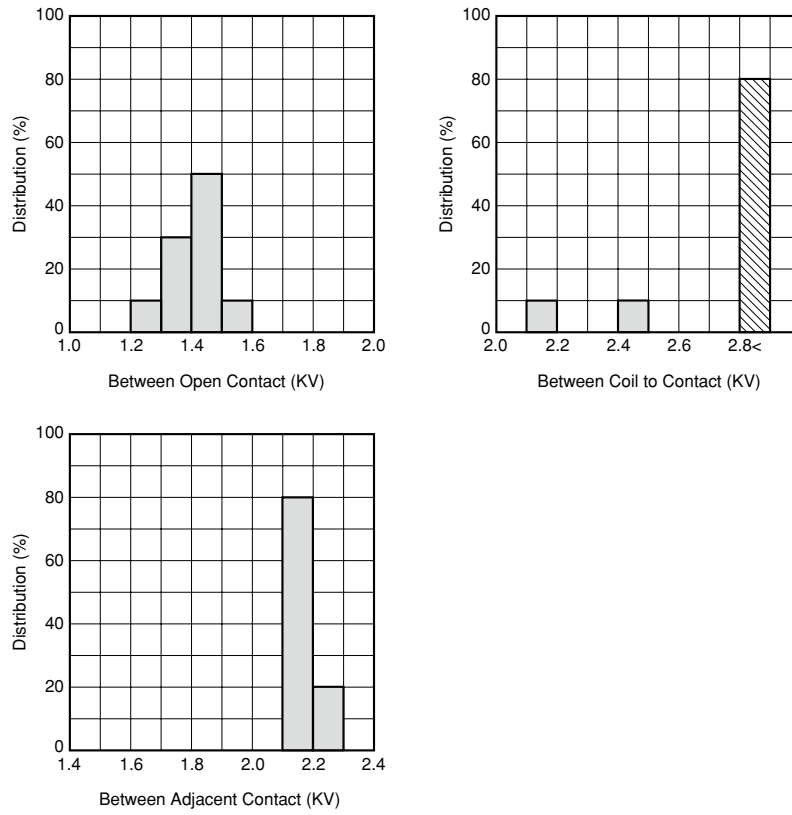 100
80
60
40
20
0
Distribution (%)
1.0 1.2 1.4 1.6 1.8 2.0
Between Open Contact (KV)
100
80
60
40
20
0
Distribution (%)
2.0 2.2 2.4 2.6 2.8<
Between Coil to Contact (KV)
100
80
60
40
20
0
Distribution (%)
1.4 1.6 1.8 2.0 2.2 2.4
Between Adjacent Contact (KV)